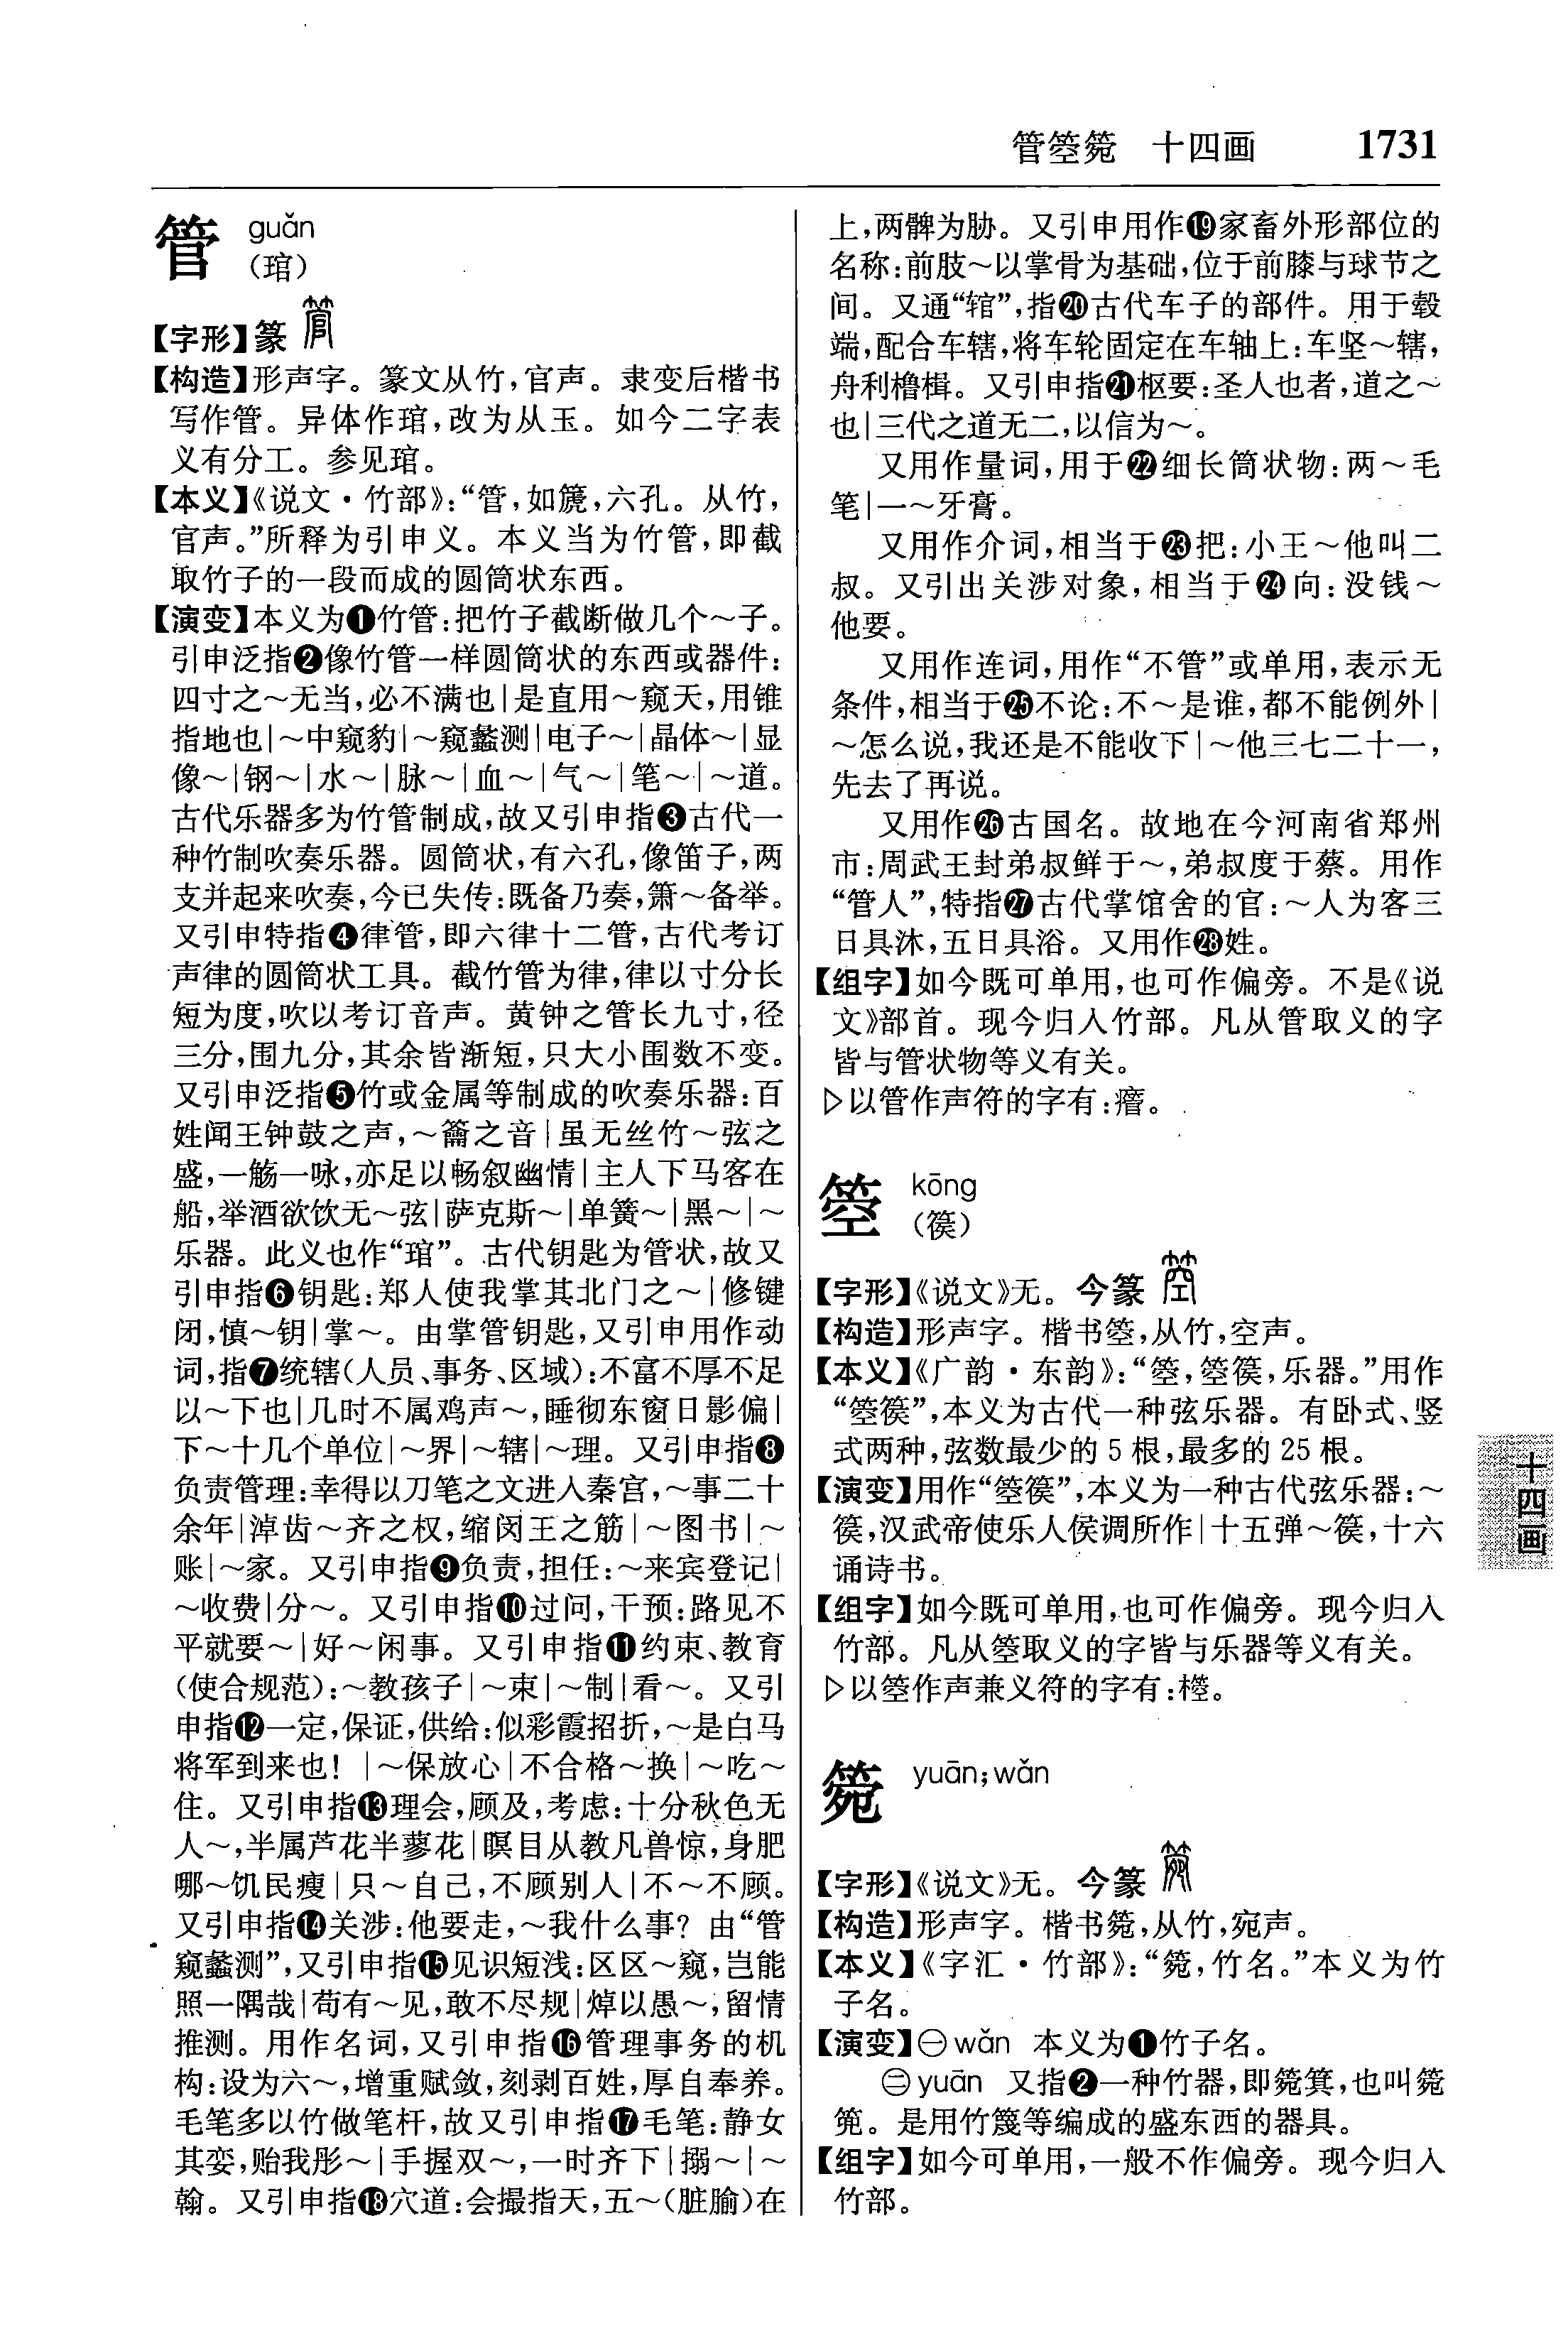 管箜箢 十四画 1731
管 guǎn
（琯）
【字形】篆
【构造】形声字。篆文从竹，官声。隶变后楷书
写作管。异体作琯，改为从玉。如今二字表
义有分工。参见琯。
【本义】《说文·竹部》：“管，如篪，六孔。从竹，
官声。”所释为引申义。本义当为竹管，即截
取竹子的一段而成的圆筒状东西。
【演变】本义为❶竹管：把竹子截断做几个～子。
引申泛指❷像竹管一样圆筒状的东西或器件：
四寸之～无当，必不满也｜是直用～窥天，用锥
指地也｜～中窥豹｜～窥蠡测｜电子～｜晶体～｜显
像～｜钢～｜水～｜脉～｜血～｜气～｜笔～｜～道。
古代乐器多为竹管制成，故又引申指❸古代一
种竹制吹奏乐器。圆筒状，有六孔，像笛子，两
支并起来吹奏，今已失传：既备乃奏，箫～备举。
又引申特指❹律管，即六律十二管，古代考订
声律的圆筒状工具。截竹管为律，律以寸分长
短为度，吹以考订音声。黄钟之管长九寸，径
三分，围九分，其余皆渐短，只大小围数不变。
又引申泛指❺竹或金属等制成的吹奏乐器：百
姓闻王钟鼓之声，～籥之音｜虽无丝竹～弦之
盛，一觞一咏，亦足以畅叙幽情｜主人下马客在
船，举酒欲饮无～弦｜萨克斯～｜单簧～｜黑～｜～
乐器。此义也作“琯”。古代钥匙为管状，故又
引申指❻钥匙：郑人使我掌其北门之～｜修键
闭，慎～钥｜掌～。由掌管钥匙，又引申用作动
词，指❼统辖（人员、事务、区域）：不富不厚不足
以～下也｜几时不属鸡声～，睡彻东窗日影偏｜
下～十几个单位｜～界｜～辖｜～理。又引申指❽
负责管理：幸得以刀笔之文进入秦宫，～事二十
余年｜淖齿～齐之权，缩闵王之筋｜～图书｜～
账｜～家。又引申指❾负责，担任：～来宾登记｜
～收费｜分～。又引申指❿过问，干预：路见不
平就要～｜好～闲事。又引申指⓫约束、教育
（使合规范）：～教孩子｜～束｜～制｜看～。又引
申指⓬一定，保证，供给：似彩霞招折，～是白马
将军到来也！｜～保放心｜不合格～换｜～吃～
住。又引申指⓭理会，顾及，考虑：十分秋色无
人～，半属芦花半蓼花｜瞑目从教凡兽惊，身肥
哪～饥民瘦｜只～自己，不顾别人｜不～不顾。
又引申指⓮关涉：他要走，～我什么事？由“管
窥蠡测”，又引申指⓯见识短浅：区区～窥，岂能
照一隅哉｜苟有～见，敢不尽规｜焯以愚～，留情
推测。用作名词，又引申指⓰管理事务的机
构：设为六～，增重赋敛，刻剥百姓，厚自奉养。
毛笔多以竹做笔杆，故又引申指⓱毛笔：静女
其娈，贻我彤～｜手握双～，一时齐下｜搦～｜～
翰。又引申指⓲穴道：会撮指天，五～（脏腧）在
上，两髀为胁。又引申用作⓳家畜外形部位的
名称：前肢～以掌骨为基础，位于前膝与球节之
间。又通“輨”，指⓴古代车子的部件。用于毂
端，配合车辖，将车轮固定在车轴上：车坚～辖，
舟利橹楫。又引申指㉑枢要：圣人也者，道之～
也｜三代之道无二，以信为～。
又用作量词，用于㉒细长筒状物：两～毛
笔｜一～牙膏。
又用作介词，相当于㉓把：小王～他叫二
叔。又引出关涉对象，相当于㉔向：没钱～
他要。
又用作连词，用作“不管”或单用，表示无
条件，相当于㉕不论：不～是谁，都不能例外｜
～怎么说，我还是不能收下｜～他三七二十一，
先去了再说。
又用作㉖古国名。故地在今河南省郑州
市：周武王封弟叔鲜于～，弟叔度于蔡。用作
“管人”，特指㉗古代掌馆舍的官：～人为客三
日具沐，五日具浴。又用作㉘姓。
【组字】如今既可单用，也可作偏旁。不是《说
文》部首。现今归入竹部。凡从管取义的字
皆与管状物等义有关。
▷以管作声符的字有：痯。
箜 kōng
（篌）
【字形】《说文》无。今篆
【构造】形声字。楷书箜，从竹，空声。
【本义】《广韵·东韵》：“箜，箜篌，乐器。”用作
“箜篌”，本义为古代一种弦乐器。有卧式、竖
式两种，弦数最少的5根，最多的25根。
【演变】用作“箜篌”，本义为一种古代弦乐器：～
篌，汉武帝使乐人侯调所作｜十五弹～篌，十六
诵诗书。
【组字】如今既可单用，也可作偏旁。现今归入
竹部。凡从箜取义的字皆与乐器等义有关。
▷以箜作声兼义符的字有：椌。
箢 yuān；wǎn
【字形】《说文》无。今篆
【构造】形声字。楷书箢，从竹，宛声。
【本义】《字汇·竹部》：“箢，竹名。”本义为竹
子名。
【演变】㊀wǎn 本义为❶竹子名。
㊁yuān 又指❷一种竹器，即箢箕，也叫箢
篼。是用竹篾等编成的盛东西的器具。
【组字】如今可单用，一般不作偏旁。现今归入
竹部。
十四画